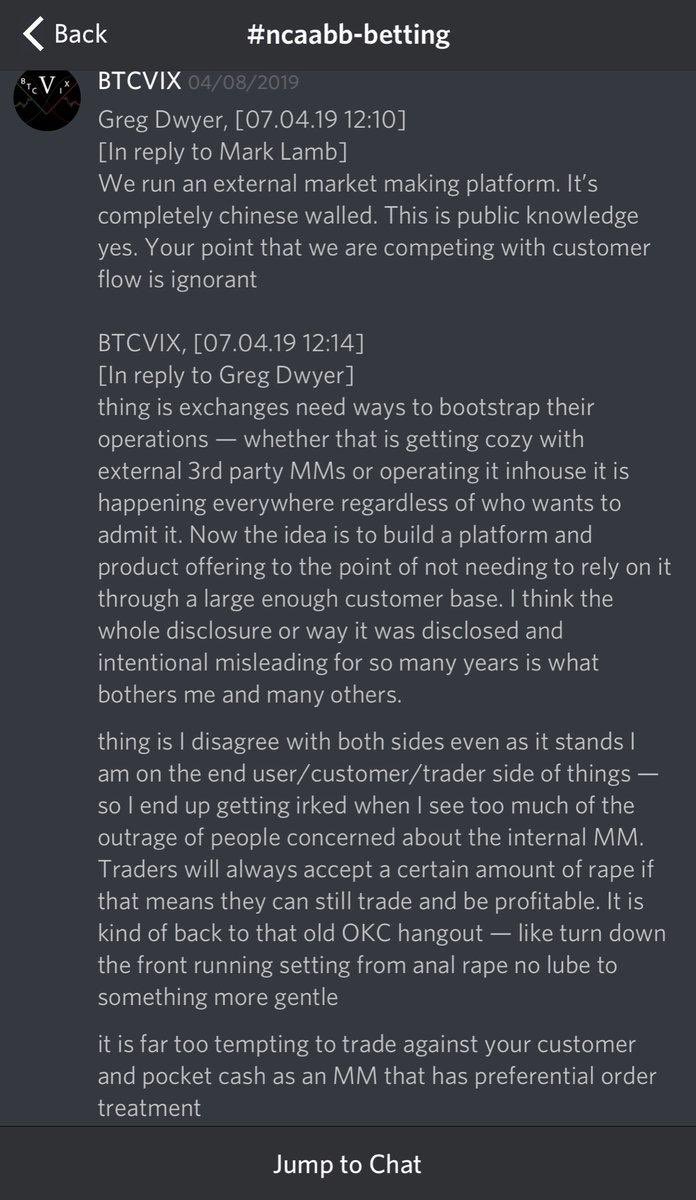 Back
#ncaabb-betting
BTC V IX
BTCVIX 04/08/2019
Greg Dwyer, [07.04.19 12:10]
[In reply to Mark Lamb]
We run an external market making platform. It’s
completely chinese walled. This is public knowledge
yes. Your point that we are competing with customer
flow is ignorant
BTCVIX, [07.04.19 12:14]
[In reply to Greg Dwyer]
thing is exchanges need ways to bootstrap their
operations — whether that is getting cozy with
external 3rd party MMs or operating it inhouse it is
happening everywhere regardless of who wants to
admit it. Now the idea is to build a platform and
product offering to the point of not needing to rely on it
through a large enough customer base. I think the
whole disclosure or way it was disclosed and
intentional misleading for so many years is what
bothers me and many others.
thing is I disagree with both sides even as it stands I
am on the end user/customer/trader side of things —
so I end up getting irked when I see too much of the
outrage of people concerned about the internal MM.
Traders will always accept a certain amount of rape if
that means they can still trade and be profitable. It is
kind of back to that old OKC hangout — like turn down
the front running setting from anal rape no lube to
something more gentle
it is far too tempting to trade against your customer
and pocket cash as an MM that has preferential order
treatment
Jump to Chat